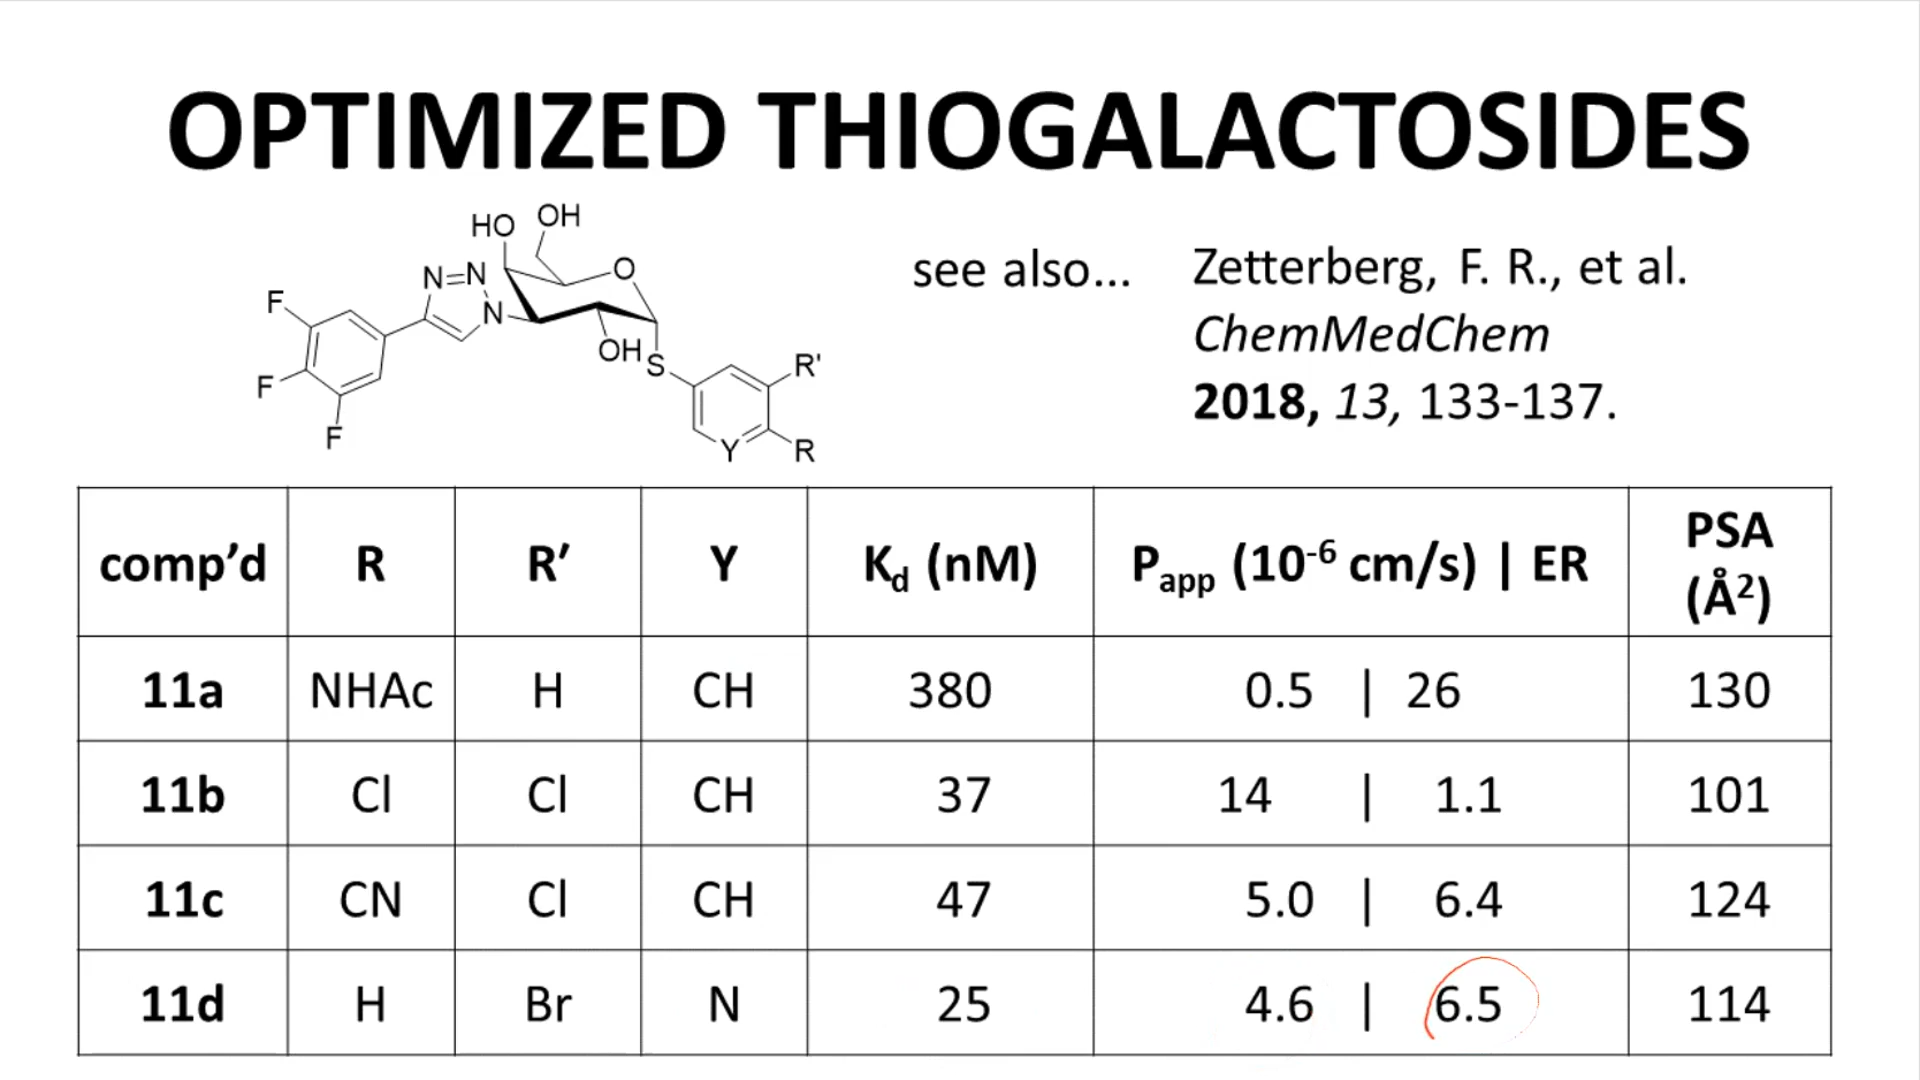 OPTIMIZED THIOGALACTOSIDES
HO OH
N=N O
F N
OH S R'
F
F Y R
see also... Zetterberg, F. R., et al.
ChemMedChem
2018, 13, 133-137.
comp’d R R′ Y Kd (nM) Papp (10-6 cm/s) | ER PSA (Å2)
11a NHAc H CH 380 0.5 | 26 130
11b Cl Cl CH 37 14 | 1.1 101
11c CN Cl CH 47 5.0 | 6.4 124
11d H Br N 25 4.6 | 6.5 114